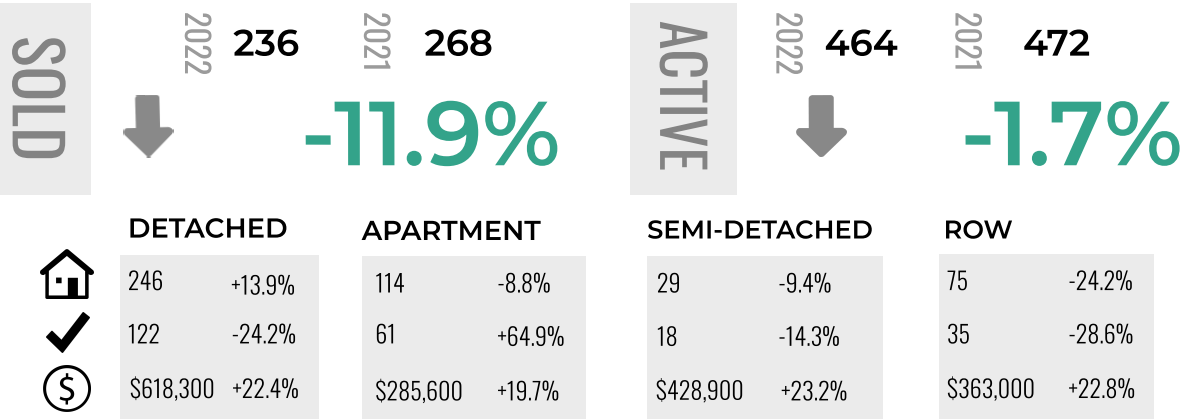 SOLD
2022 236 2021 268
-11.9%
ACTIVE
2022 464 2021 472
-1.7%
DETACHED
246 +13.9%
122 -24.2%
$618,300 +22.4%
APARTMENT
114 -8.8%
61 +64.9%
$285,600 +19.7%
SEMI-DETACHED
29 -9.4%
18 -14.3%
$428,900 +23.2%
ROW
75 -24.2%
35 -28.6%
$363,000 +22.8%
$